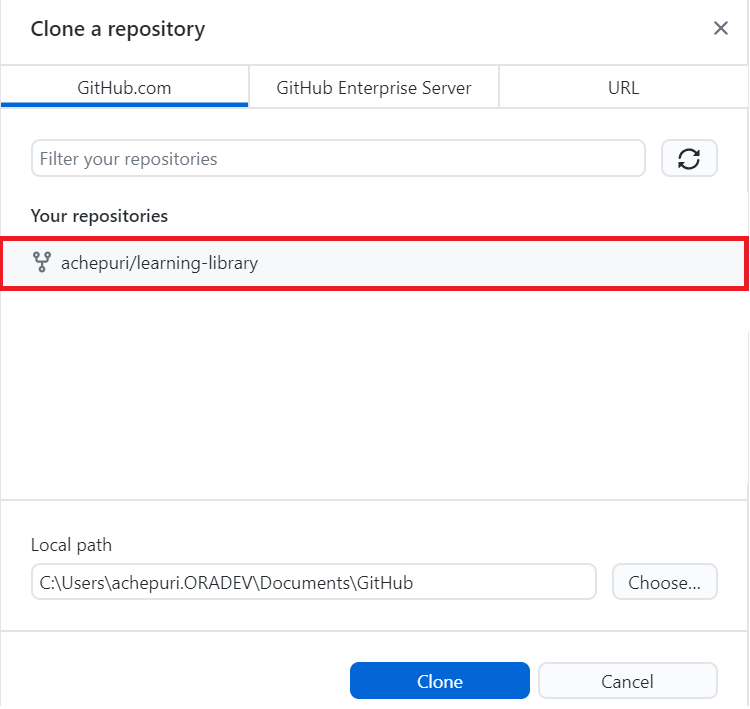 Clone a repository
GitHub.com
GitHub Enterprise Server
URL
Filter your repositories
Your repositories
achepuri/learning-library
Local path
C:\Users\achepuri.ORADEV\Documents\GitHub
Choose...
Clone
Cancel